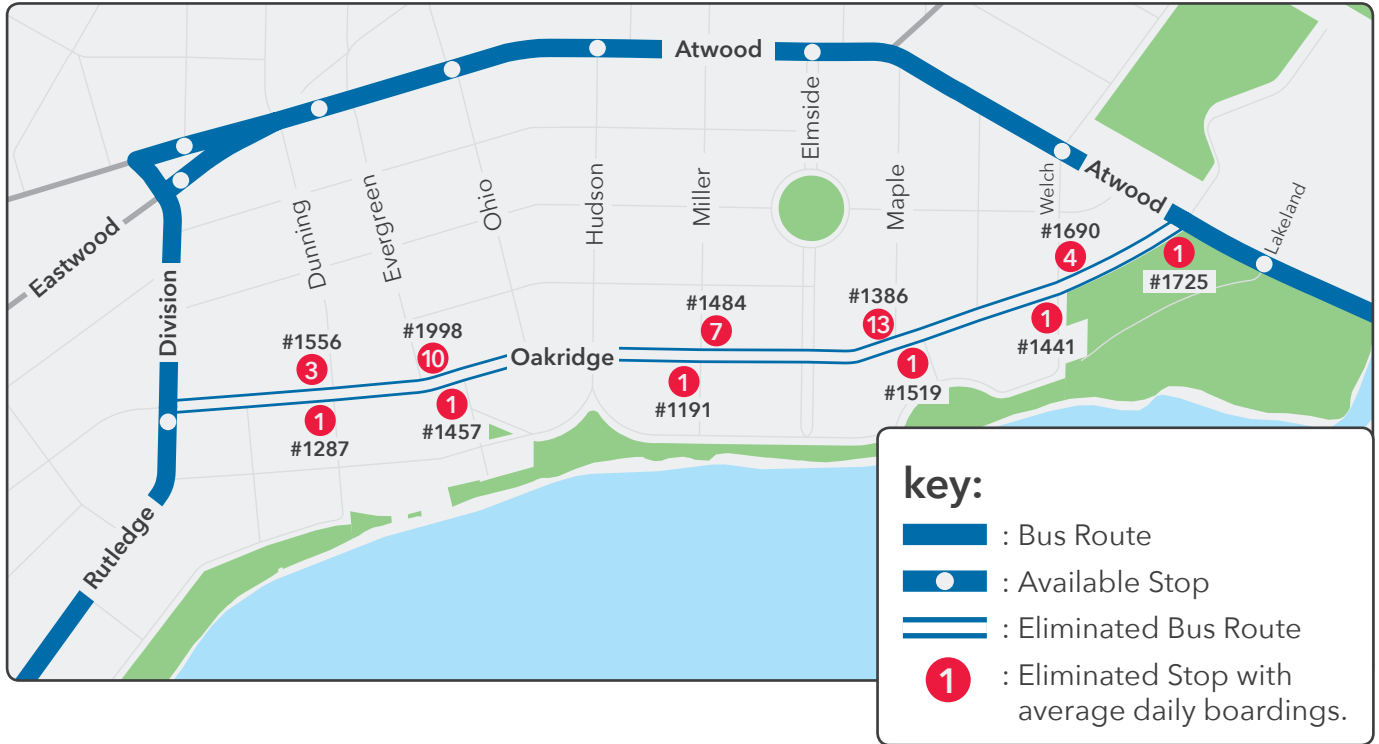 Atwood
Elmside
Atwood
Welch
Lakeland
Eastwood
Division
Dunning
Evergreen
Ohio
Hudson
Miller
Maple
#1690
4
1
#1725
#1556
3
#1998
10
Oakridge
#1484
7
#1386
13
1
#1441
1
#1287
1
#1457
1
#1191
1
#1519
Rutledge
key:
: Bus Route
: Available Stop
: Eliminated Bus Route
1
: Eliminated Stop with
average daily boardings.